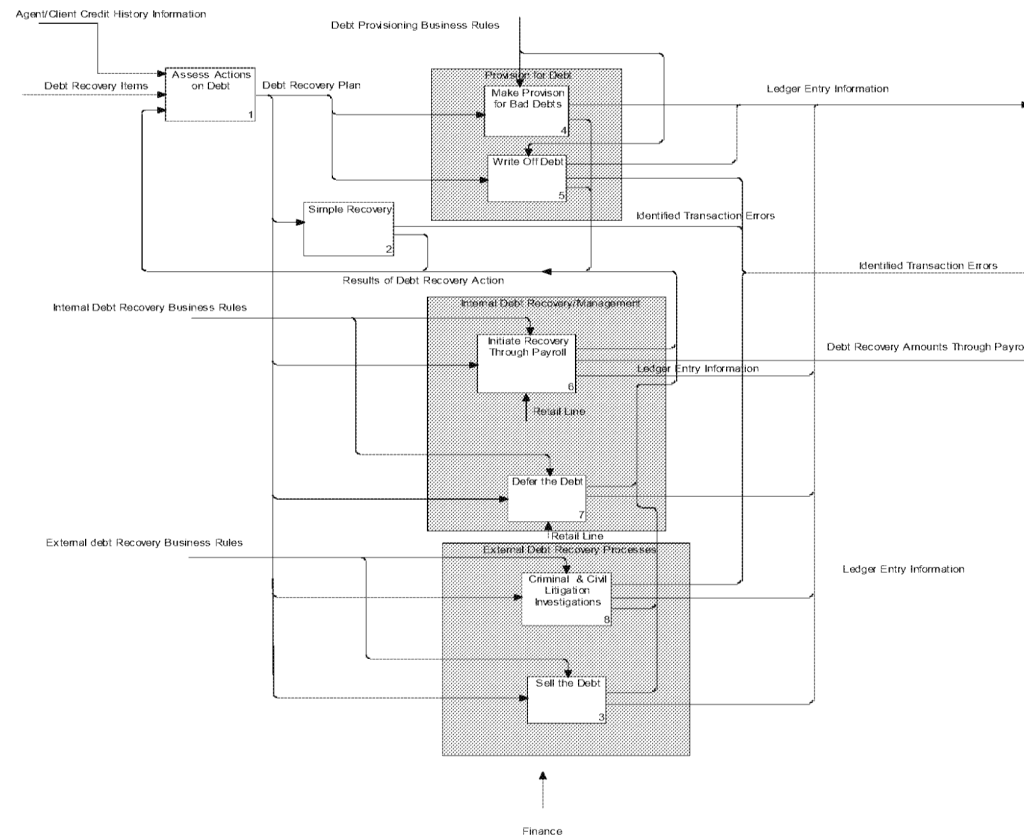 Agent/Client Credit History Information
Debt Provisioning Business Rules
Assess Actions
on Debt
1
Debt Recovery Items
Debt Recovery Plan
Provision for Debt
Make Provison
for Bad Debts
4
Ledger Entry Information
Write Off Debt
5
Simple Recovery
2
Identified Transaction Errors
Identified Transaction Errors
Results of Debt Recovery Action
Internal Debt Recovery Business Rules
Internal Debt Recovery/Management
Initiate Recovery
Through Payroll
6
Debt Recovery Amounts Through Payro
Ledger Entry Information
Retail Line
Defer the Debt
7
Retail Line
External debt Recovery Business Rules
External Debt Recovery Processes
Criminal & Civil
Litigation
Investigations
8
Ledger Entry Information
Sell the Debt
3
Finance